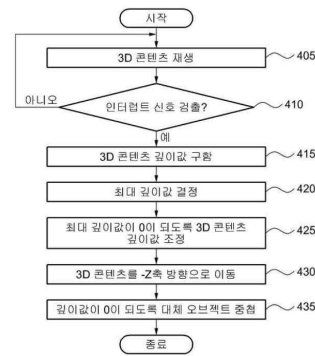 시작
3D 콘텐츠 재생
405
아니오
인터럽트 신호 검출?
410
예
3D 콘텐츠 깊이값 구함
415
최대 깊이값 결정
420
최대 깊이값이 0이 되도록 3D 콘텐츠
깊이값 조정
425
3D 콘텐츠를 -Z축 방향으로 이동
430
깊이값이 0이 되도록 대체 오브젝트 중첩
435
종료